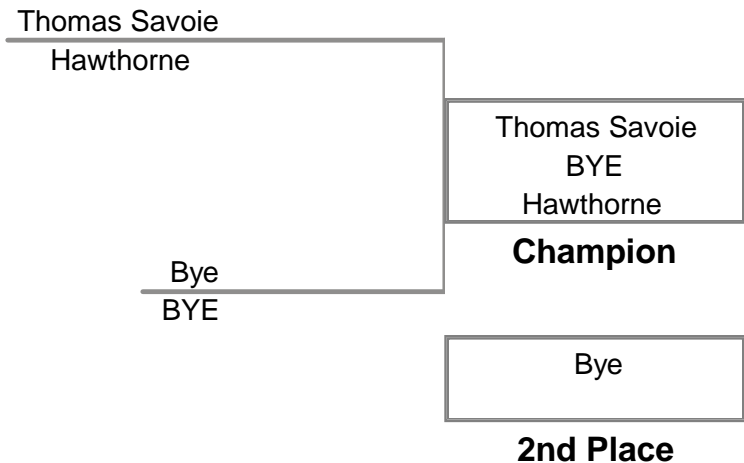 Thomas Savoie
Hawthorne
Thomas Savoie
BYE
Hawthorne
Champion
Bye
BYE
Bye
2nd Place